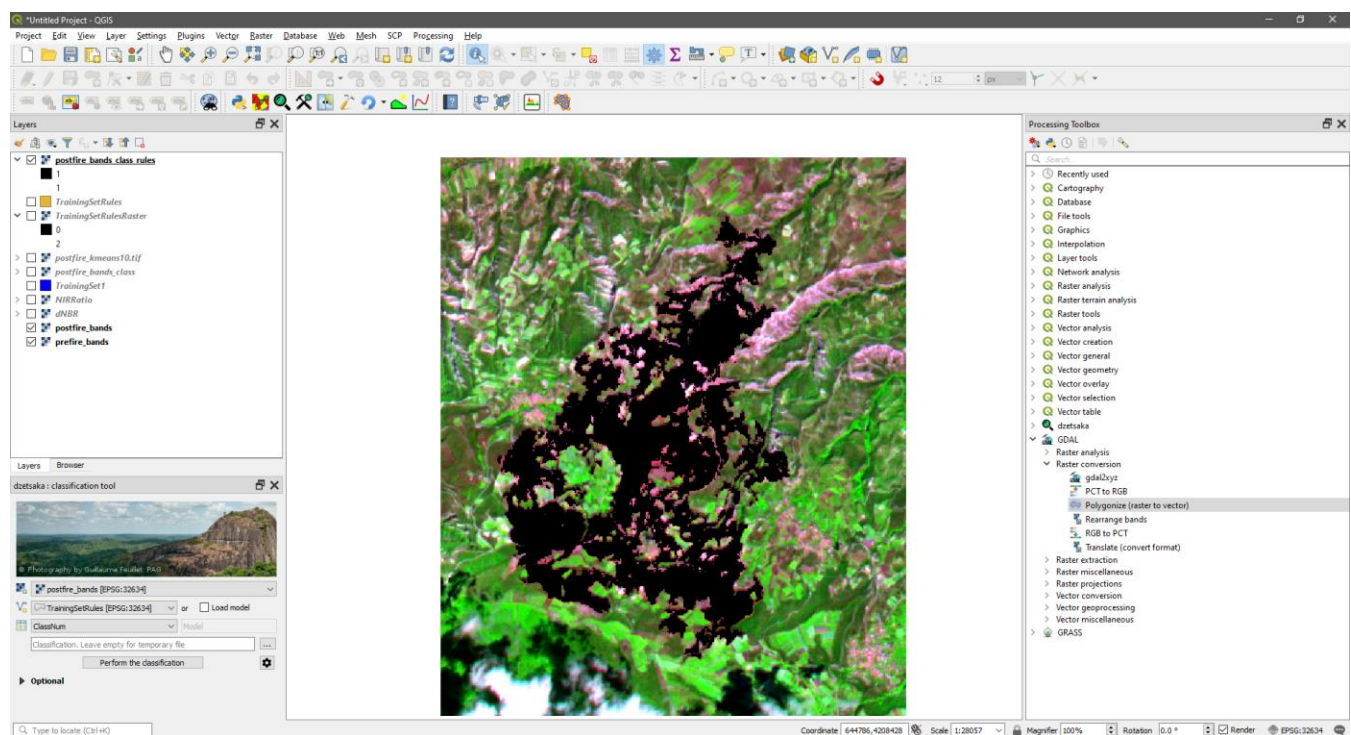 *Untitled Project - QGIS
Project Edit View Layer Settings Plugins Vector Raster Database Web Mesh SCP Processing Help
12 px
Layers
postfire_bands class rules
1
1
TrainingSetRules
TrainingSetRulesRaster
0
2
postfire_kmeans10.tif
postfire_bands_class
TrainingSet1
NIRRatio
dNBR
postfire_bands
prefire_bands
Layers Browser
dzetsaka : classification tool
© Photography by Guillaume Feuillet, PAG
postfire_bands [EPSG:32634]
TrainingSetRules [EPSG:32634] or Load model
ClassNum Model
Classification. Leave empty for temporary file ...
Perform the classification
Optional
Processing Toolbox
Search...
Recently used
Cartography
Database
File tools
Graphics
Interpolation
Layer tools
Network analysis
Raster analysis
Raster terrain analysis
Raster tools
Vector analysis
Vector creation
Vector general
Vector geometry
Vector overlay
Vector selection
Vector table
dzetsaka
GDAL
Raster analysis
Raster conversion
gdal2xyz
PCT to RGB
Polygonize (raster to vector)
Rearrange bands
RGB to PCT
Translate (convert format)
Raster extraction
Raster miscellaneous
Raster projections
Vector conversion
Vector geoprocessing
Vector miscellaneous
GRASS
Type to locate (Ctrl+K) Coordinate 644786,4208428 Scale 1:28057 Magnifier 100% Rotation 0.0 ° Render EPSG:32634